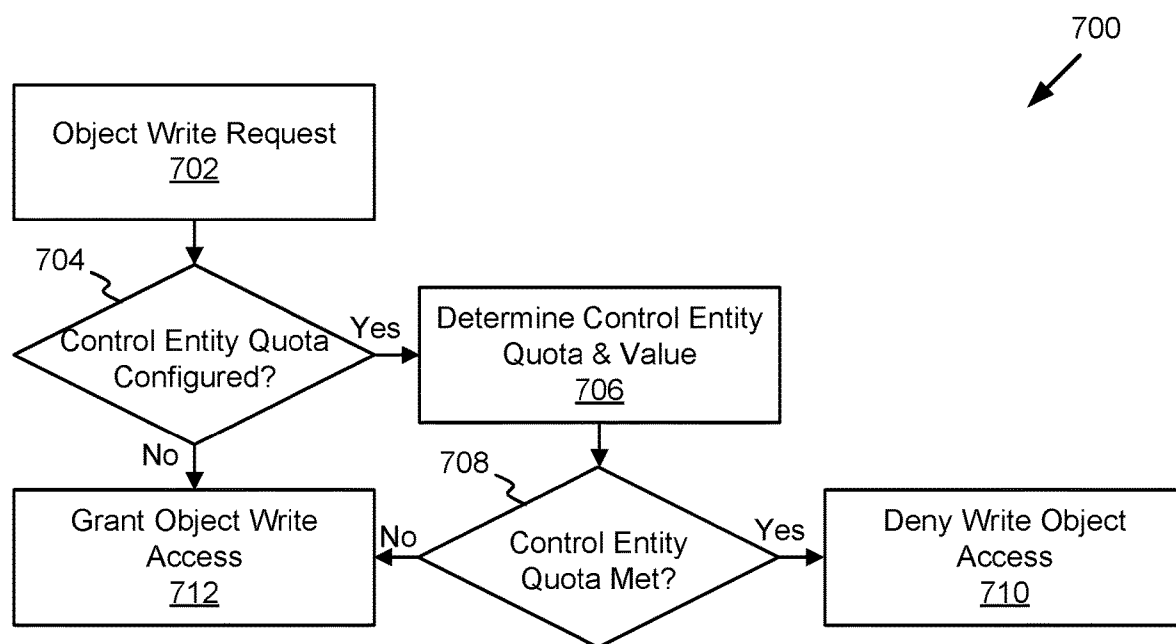 700
Object Write Request
702
704
Control Entity Quota
Configured?
Yes
No
Determine Control Entity
Quota & Value
706
708
Control Entity
Quota Met?
No
Yes
Grant Object Write
Access
712
Deny Write Object
Access
710